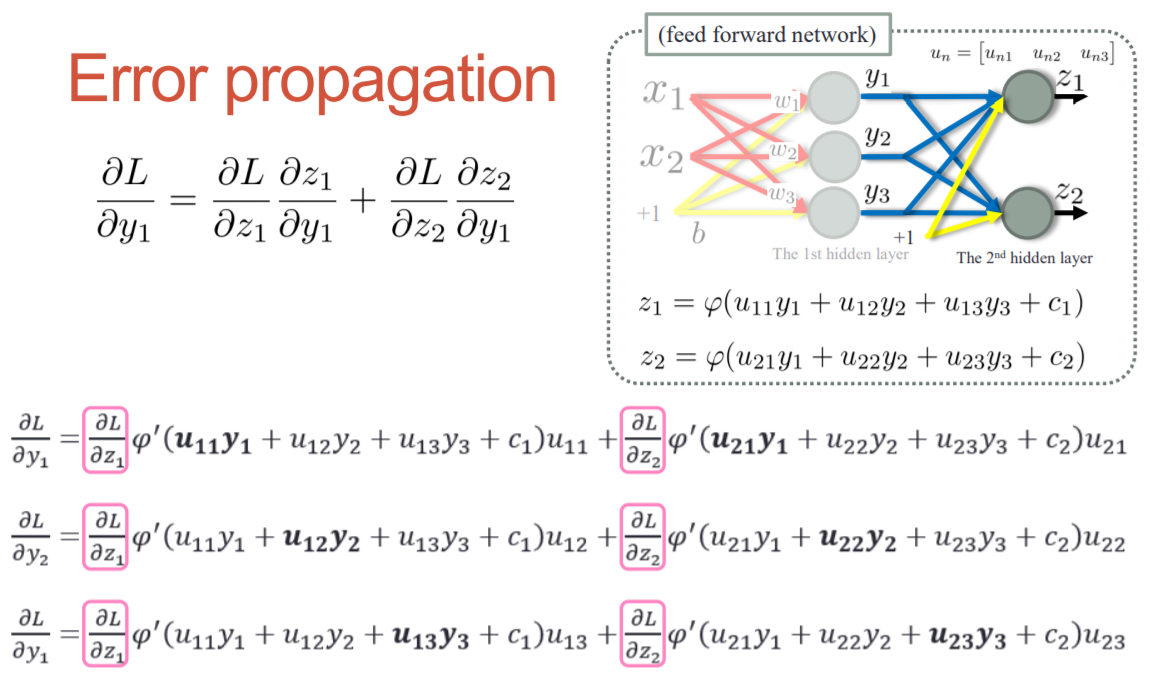 Error propagation
∂L/∂y₁ = ∂L/∂z₁ ∂z₁/∂y₁ + ∂L/∂z₂ ∂z₂/∂y₁
(feed forward network)
uₙ = [uₙ₁ uₙ₂ uₙ₃]
x₁ w₁ y₁ z₁
x₂ w₂ y₂ z₂
w₃ y₃
+1 b +1
The 1st hidden layer
The 2nd hidden layer
z₁ = φ(u₁₁y₁ + u₁₂y₂ + u₁₃y₃ + c₁)
z₂ = φ(u₂₁y₁ + u₂₂y₂ + u₂₃y₃ + c₂)
∂L/∂y₁ = ∂L/∂z₁ φ′(u₁₁y₁ + u₁₂y₂ + u₁₃y₃ + c₁)u₁₁ + ∂L/∂z₂ φ′(u₂₁y₁ + u₂₂y₂ + u₂₃y₃ + c₂)u₂₁
∂L/∂y₂ = ∂L/∂z₁ φ′(u₁₁y₁ + u₁₂y₂ + u₁₃y₃ + c₁)u₁₂ + ∂L/∂z₂ φ′(u₂₁y₁ + u₂₂y₂ + u₂₃y₃ + c₂)u₂₂
∂L/∂y₁ = ∂L/∂z₁ φ′(u₁₁y₁ + u₁₂y₂ + u₁₃y₃ + c₁)u₁₃ + ∂L/∂z₂ φ′(u₂₁y₁ + u₂₂y₂ + u₂₃y₃ + c₂)u₂₃